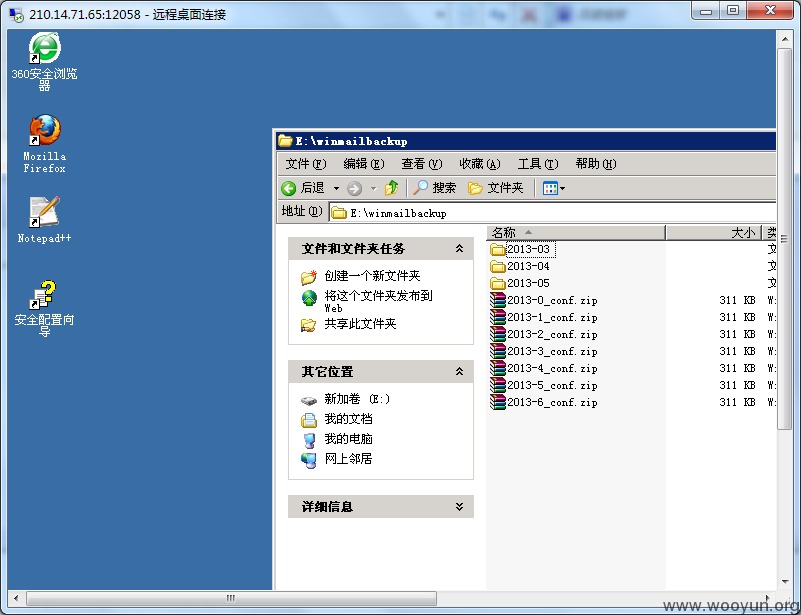 210.14.71.65:12058 - 远程桌面连接
360安全浏览
器
Mozilla
Firefox
Notepad++
安全配置向
导
E:\winmailbackup
文件(F) 编辑(E) 查看(V) 收藏(A) 工具(T) 帮助(H)
后退 搜索 文件夹
地址(D) E:\winmailbackup
文件和文件夹任务
创建一个新文件夹
将这个文件夹发布到
Web
共享此文件夹
其它位置
新加卷 (E:)
我的文档
我的电脑
网上邻居
详细信息
名称 大小 类
2013-03 文
2013-04 文
2013-05 文
2013-0_conf.zip 311 KB W
2013-1_conf.zip 311 KB W
2013-2_conf.zip 311 KB W
2013-3_conf.zip 311 KB W
2013-4_conf.zip 311 KB W
2013-5_conf.zip 311 KB W
2013-6_conf.zip 311 KB W
www.wooyun.org